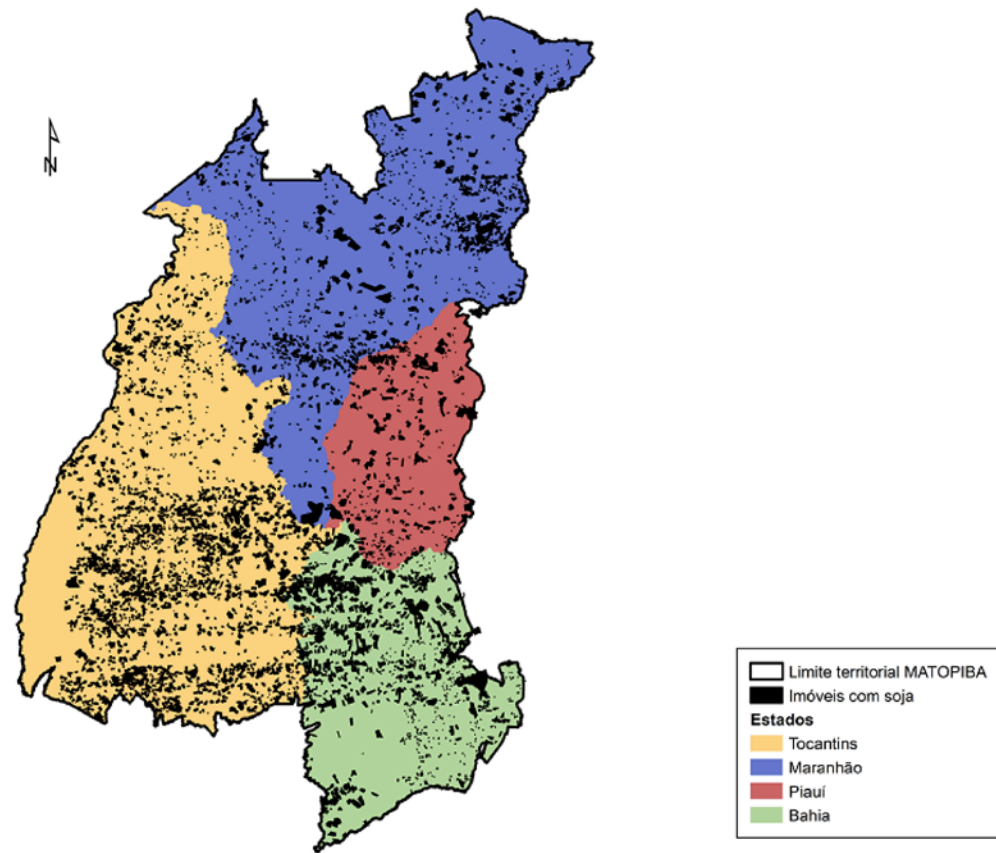 N
Limite territorial MATOPIBA
Imóveis com soja
Estados
Tocantins
Maranhão
Piauí
Bahia